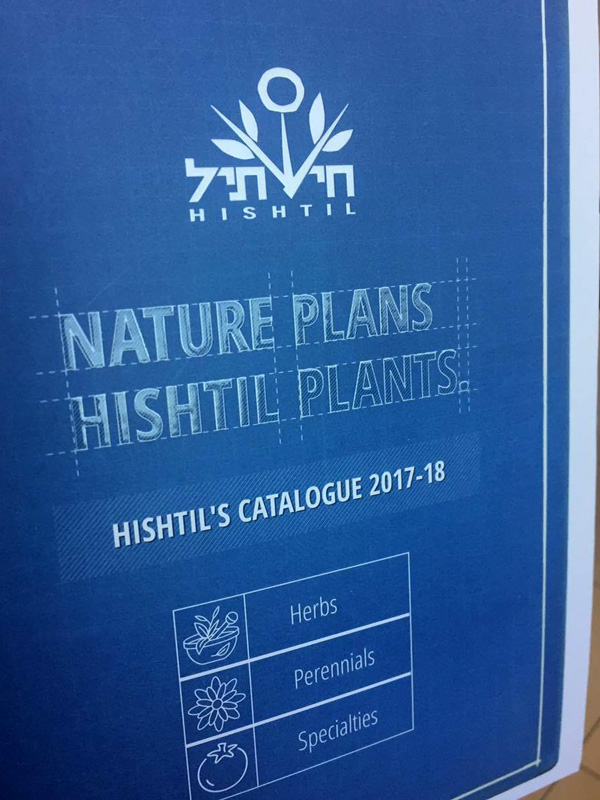 חישתיל
HISHTIL
NATURE PLANS
HISHTIL PLANTS.
HISHTIL'S CATALOGUE 2017-18
Herbs
Perennials
Specialties